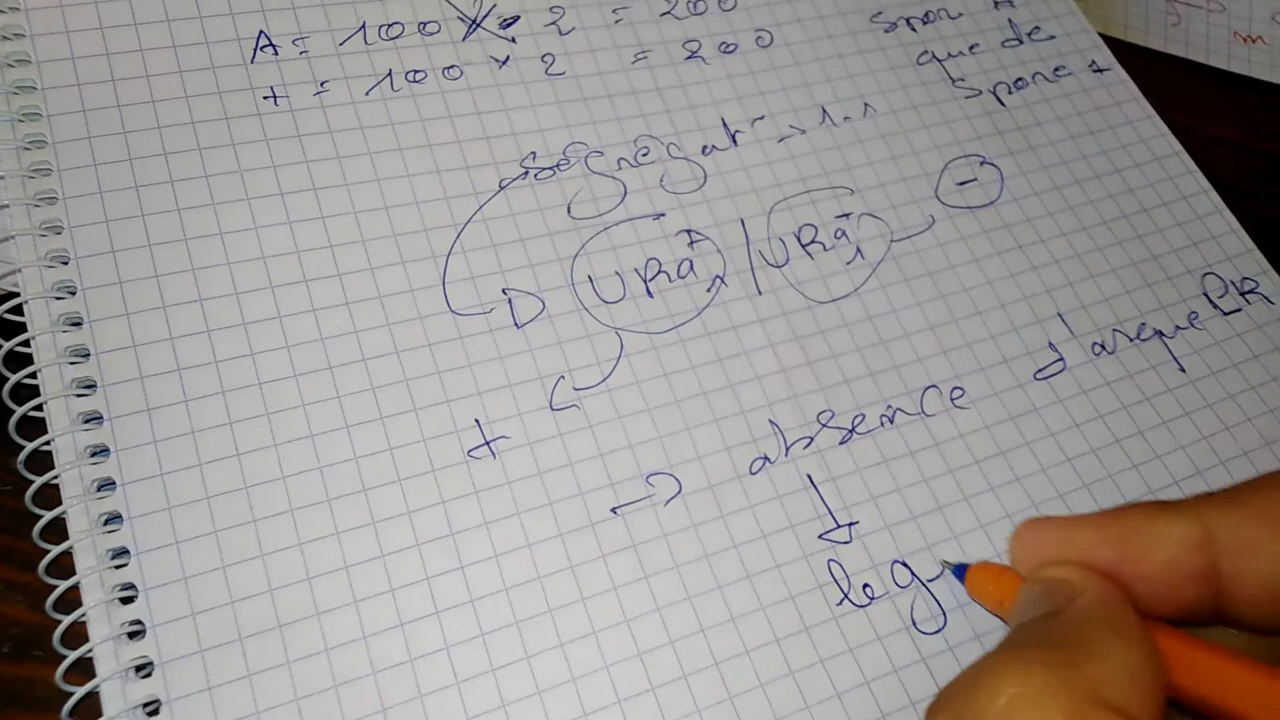 A = 100 x 2 = 200
+ = 100 x 2 = 200
que de
Spore +
Ségrégat° → 1.1
D URa+1 / URa-1 -
+
→ absence d'asque PR
↓
leg